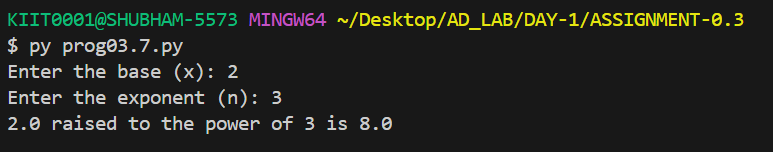 KIIT0001@SHUBHAM-5573 MINGW64 ~/Desktop/AD_LAB/DAY-1/ASSIGNMENT-0.3
$ py prog03.7.py
Enter the base (x): 2
Enter the exponent (n): 3
2.0 raised to the power of 3 is 8.0